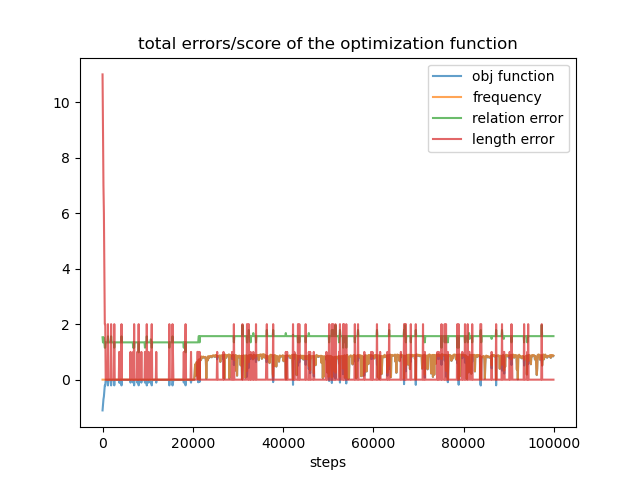 total errors/score of the optimization function
obj function
frequency
relation error
length error
10
8
6
4
2
0
0
20000
40000
60000
80000
100000
steps